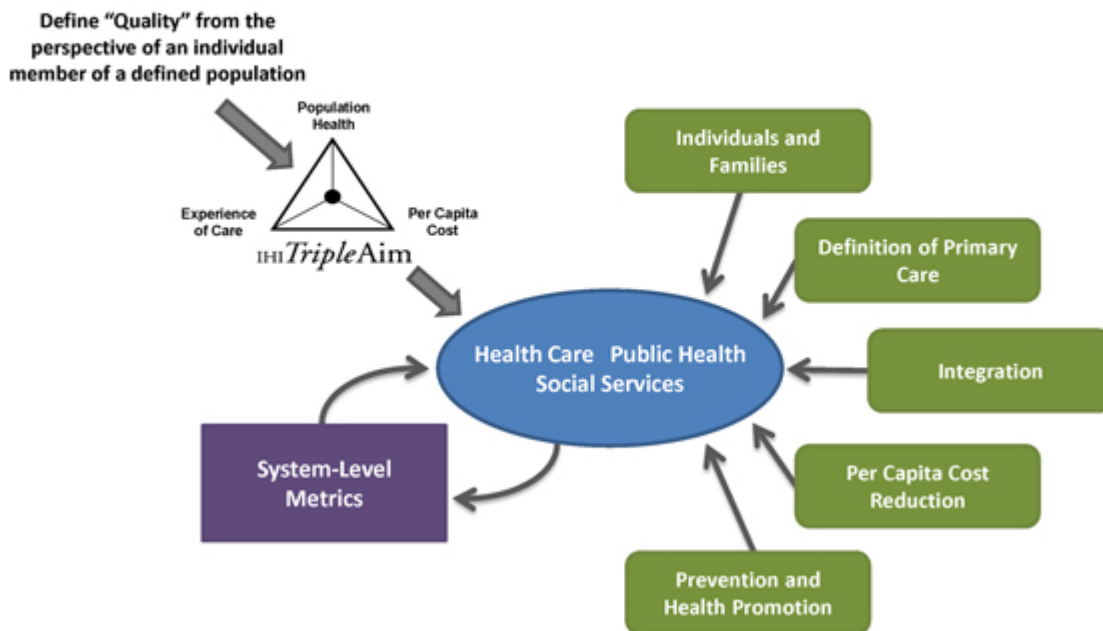 Define “Quality” from the
perspective of an individual
member of a defined population
Population
Health
Experience
of Care
Per Capita
Cost
IHI TripleAim
Individuals and
Families
Definition of Primary
Care
Health Care   Public Health
Social Services
Integration
System-Level
Metrics
Per Capita Cost
Reduction
Prevention and
Health Promotion